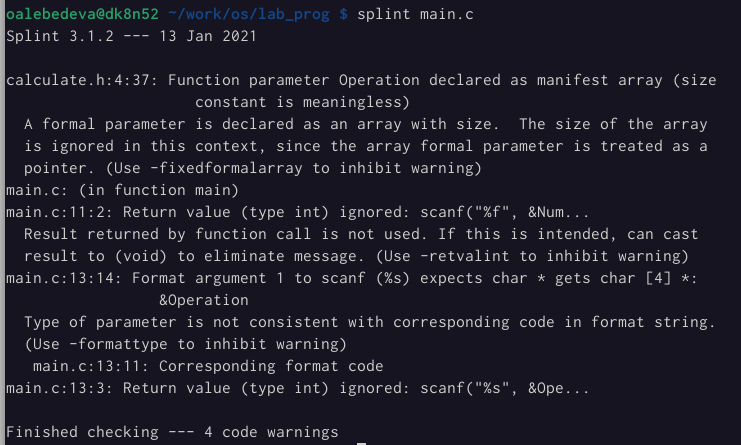 oalebedeva@dk8n52 ~/work/os/lab_prog $ splint main.c
Splint 3.1.2 --- 13 Jan 2021

calculate.h:4:37: Function parameter Operation declared as manifest array (size
                     constant is meaningless)
  A formal parameter is declared as an array with size.  The size of the array
  is ignored in this context, since the array formal parameter is treated as a
  pointer. (Use -fixedformalarray to inhibit warning)
main.c: (in function main)
main.c:11:2: Return value (type int) ignored: scanf("%f", &Num...
  Result returned by function call is not used. If this is intended, can cast
  result to (void) to eliminate message. (Use -retvalint to inhibit warning)
main.c:13:14: Format argument 1 to scanf (%s) expects char * gets char [4] *:
                 &Operation
  Type of parameter is not consistent with corresponding code in format string.
  (Use -formattype to inhibit warning)
   main.c:13:11: Corresponding format code
main.c:13:3: Return value (type int) ignored: scanf("%s", &Ope...

Finished checking --- 4 code warnings